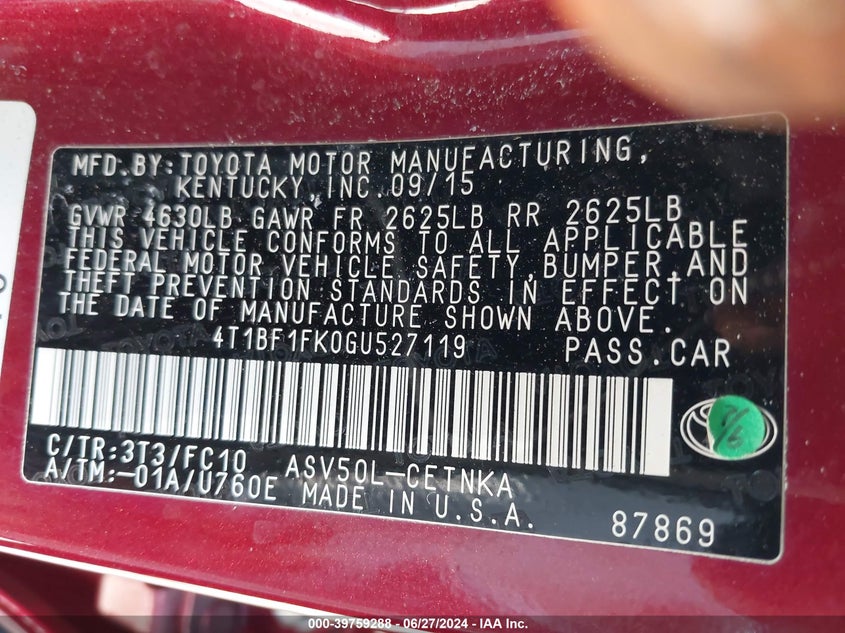 MFD.BY:TOYOTA MOTOR MANUFACTURING,
KENTUCKY, INC.09/15
GVWR 4630LB GAWR FR 2625LB RR 2625LB
THIS VEHICLE CONFORMS TO ALL APPLICABLE
FEDERAL MOTOR VEHICLE SAFETY,BUMPER,AND
THEFT PREVENTION STANDARDS IN EFFECT ON
THE DATE OF MANUFACTURE SHOWN ABOVE.
4T1BF1FK0GU527119 PASS.CAR
C/TR:3T3/FC10 ASV50L-CETNKA
A/TM:-01A/U760E MADE IN U.S.A.
87869
000-39759288 - 06/27/2024 - IAA Inc.